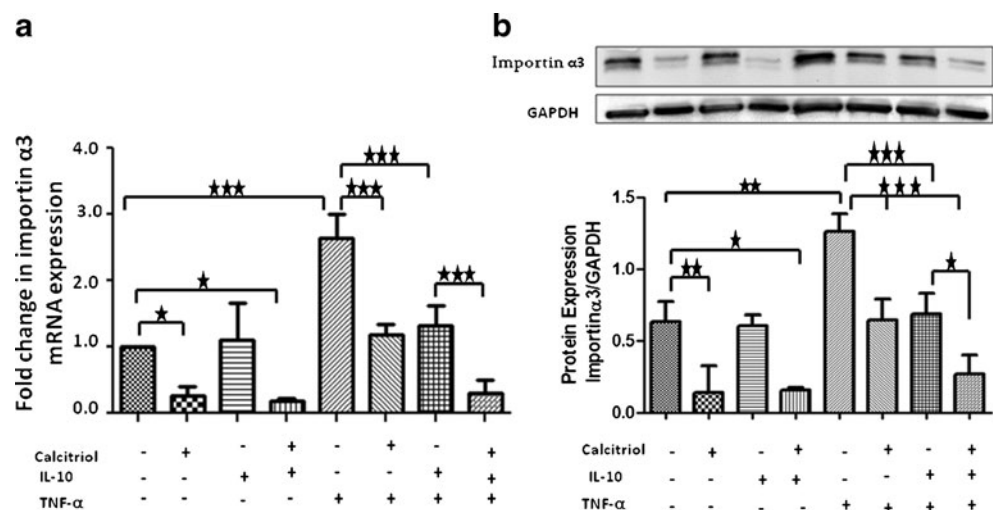 a
Fold change in importin α3
mRNA expression
4.0
3.0
2.0
1.0
0.0
Calcitriol - + - + - + - +
IL-10 - - + + - - + +
TNF-α - - - - + + + +
b
Importin α3
GAPDH
Protein Expression
Importinα3/GAPDH
1.5
1.0
0.5
0.0
Calcitriol - + - + - + - +
IL-10 - - + + - - + +
TNF-α - - - - + + + +